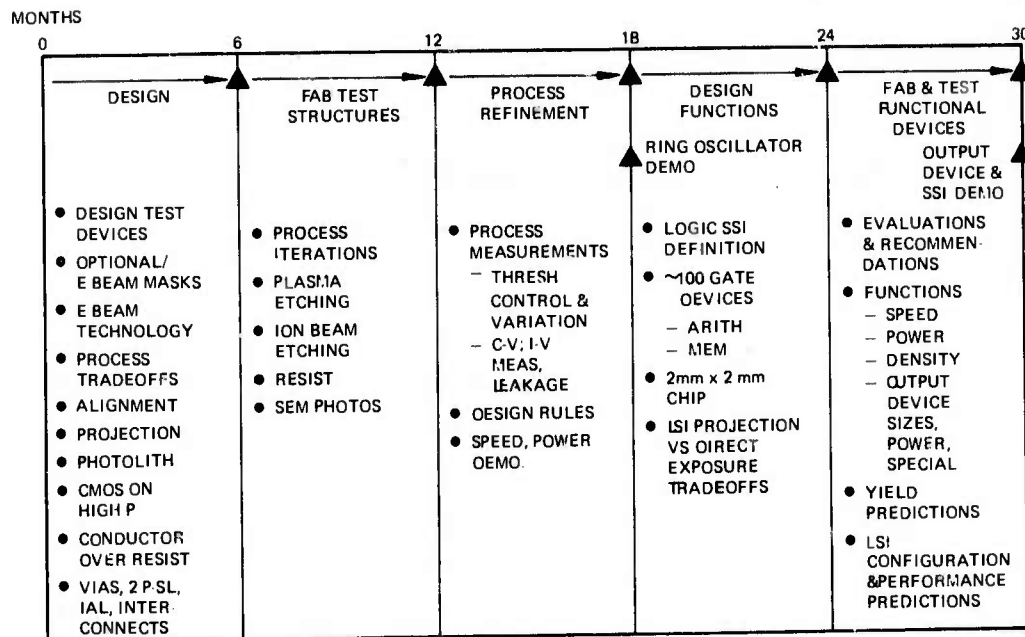 MONTHS
0 6 12 18 24 30
DESIGN
FAB TEST
STRUCTURES
PROCESS
REFINEMENT
DESIGN
FUNCTIONS
FAB & TEST
FUNCTIONAL
DEVICES
RING OSCILLATOR
DEMO
OUTPUT
DEVICE &
SSI DEMO
● DESIGN TEST
DEVICES
● OPTIONAL/
E BEAM MASKS
● E BEAM
TECHNOLOGY
● PROCESS
TRADEOFFS
● ALIGNMENT
● PROJECTION
● PHOTOLITH
● CMOS ON
HIGH P
● CONDUCTOR
OVER RESIST
● VIAS, 2 P-SL,
IAL, INTER-
CONNECTS
● PROCESS
ITERATIONS
● PLASMA
ETCHING
● ION BEAM
ETCHING
● RESIST
● SEM PHOTOS
● PROCESS
MEASUREMENTS
– THRESH
CONTROL &
VARIATION
– C-V; I-V
MEAS,
LEAKAGE
● DESIGN RULES
● SPEED, POWER
DEMO.
● LOGIC SSI
DEFINITION
● ~100 GATE
DEVICES
– ARITH
– MEM
● 2mm x 2 mm
CHIP
● LSI PROJECTION
VS DIRECT
EXPOSURE
TRADEOFFS
● EVALUATIONS
& RECOMMEN-
DATIONS
● FUNCTIONS
– SPEED
– POWER
– DENSITY
– OUTPUT
DEVICE
SIZES,
POWER,
SPECIAL
● YIELD
PREDICTIONS
● LSI
CONFIGURATION
&PERFORMANCE
PREDICTIONS